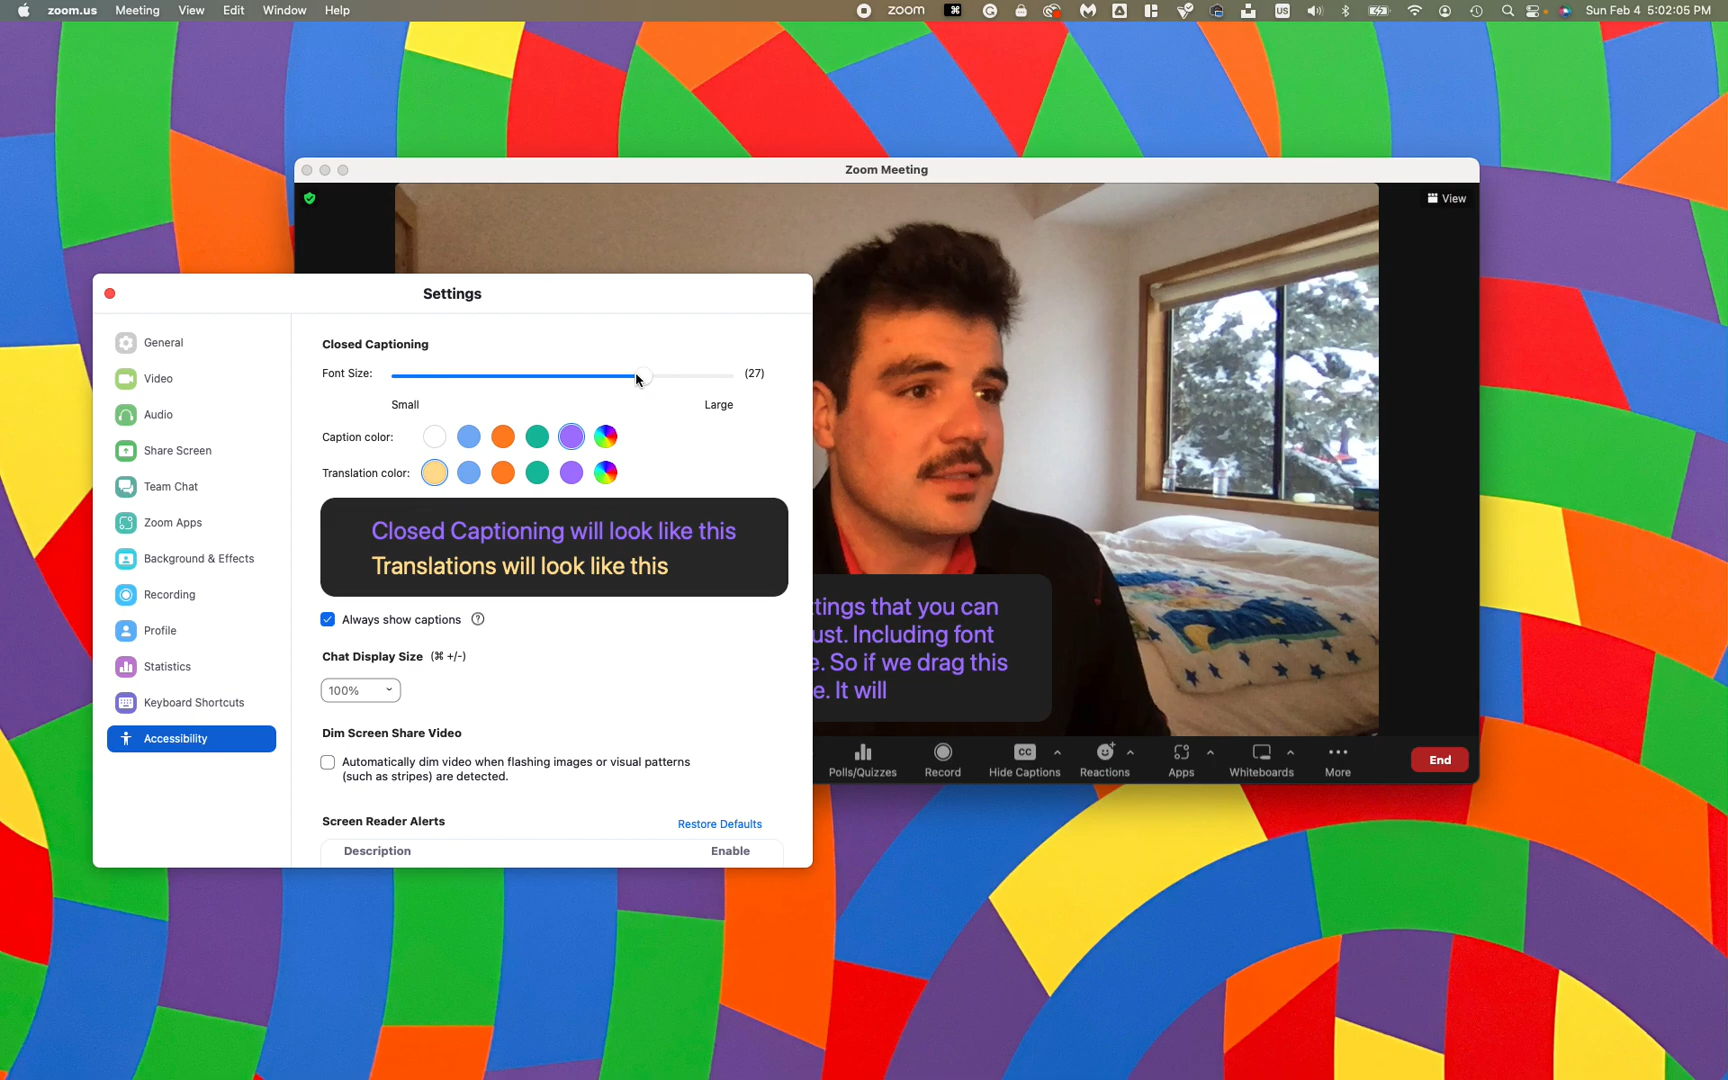 zoom.us Meeting View Edit Window Help zoom US Sun Feb 4 5:02:05 PM
Zoom Meeting
View
Settings
General
Video
Audio
Share Screen
Team Chat
Zoom Apps
Background & Effects
Recording
Profile
Statistics
Keyboard Shortcuts
Accessibility
Closed Captioning
Font Size: (27)
Small Large
Caption color:
Translation color:
Closed Captioning will look like this
Translations will look like this
Always show captions ?
Chat Display Size (⌘ +/-)
100%
Dim Screen Share Video
Automatically dim video when flashing images or visual patterns
(such as stripes) are detected.
Screen Reader Alerts Restore Defaults
Description Enable
tings that you can
ust. Including font
e. So if we drag this
e. It will
CC
Polls/Quizzes Record Hide Captions Reactions Apps Whiteboards More
End